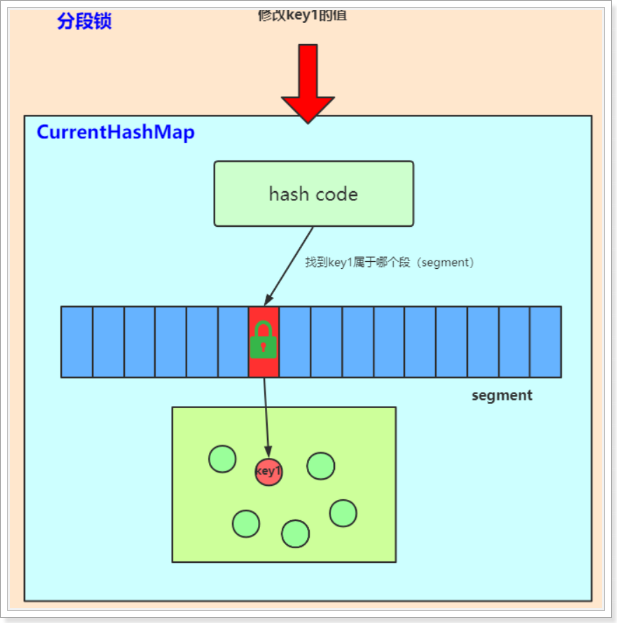 分段锁
修改key1的值
CurrentHashMap
hash code
找到key1属于哪个段（segment）
segment
key1